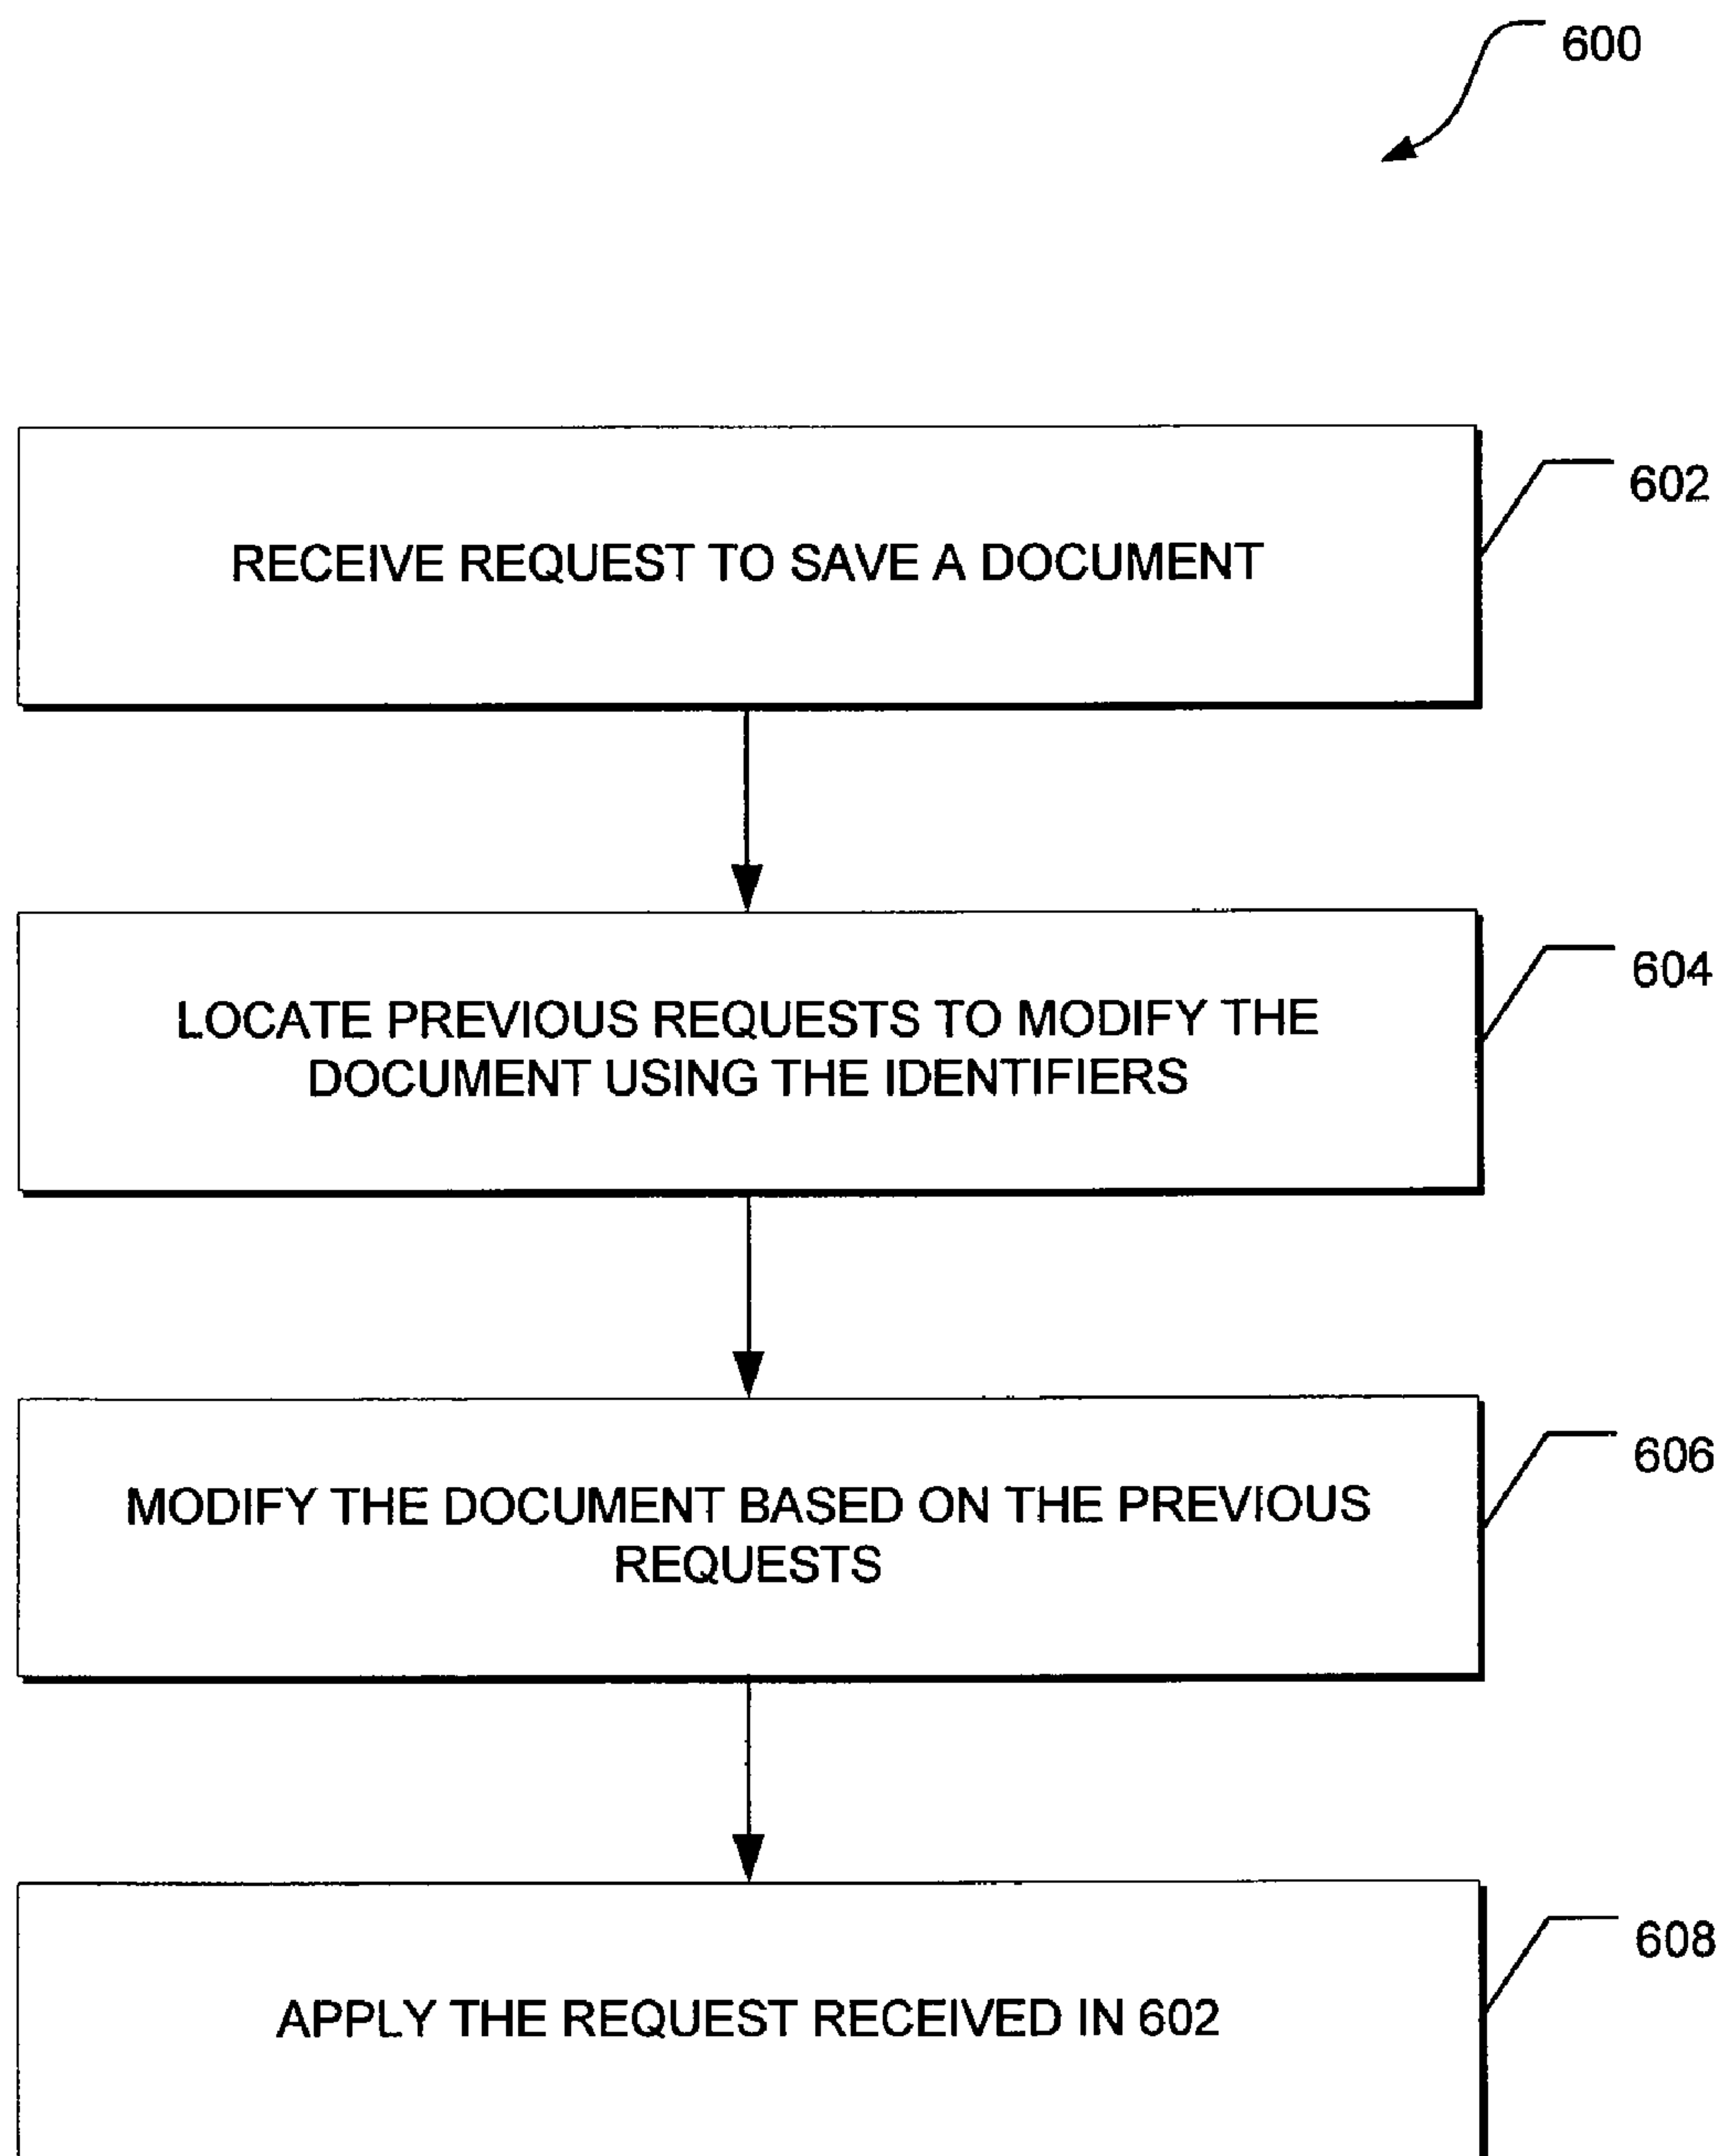 600
RECEIVE REQUEST TO SAVE A DOCUMENT
602
LOCATE PREVIOUS REQUESTS TO MODIFY THE
DOCUMENT USING THE IDENTIFIERS
604
MODIFY THE DOCUMENT BASED ON THE PREVIOUS
REQUESTS
606
APPLY THE REQUEST RECEIVED IN 602
608